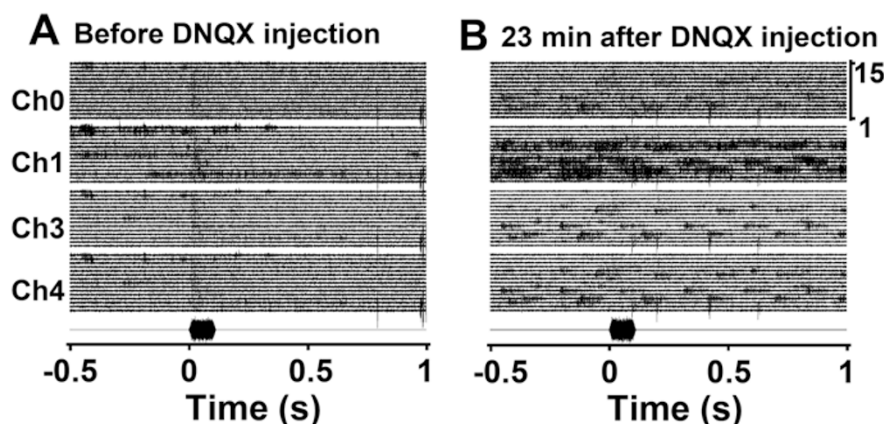 A Before DNQX injection
B 23 min after DNQX injection
Ch0
Ch1
Ch3
Ch4
15
1
-0.5 0 0.5 1
Time (s)
-0.5 0 0.5 1
Time (s)